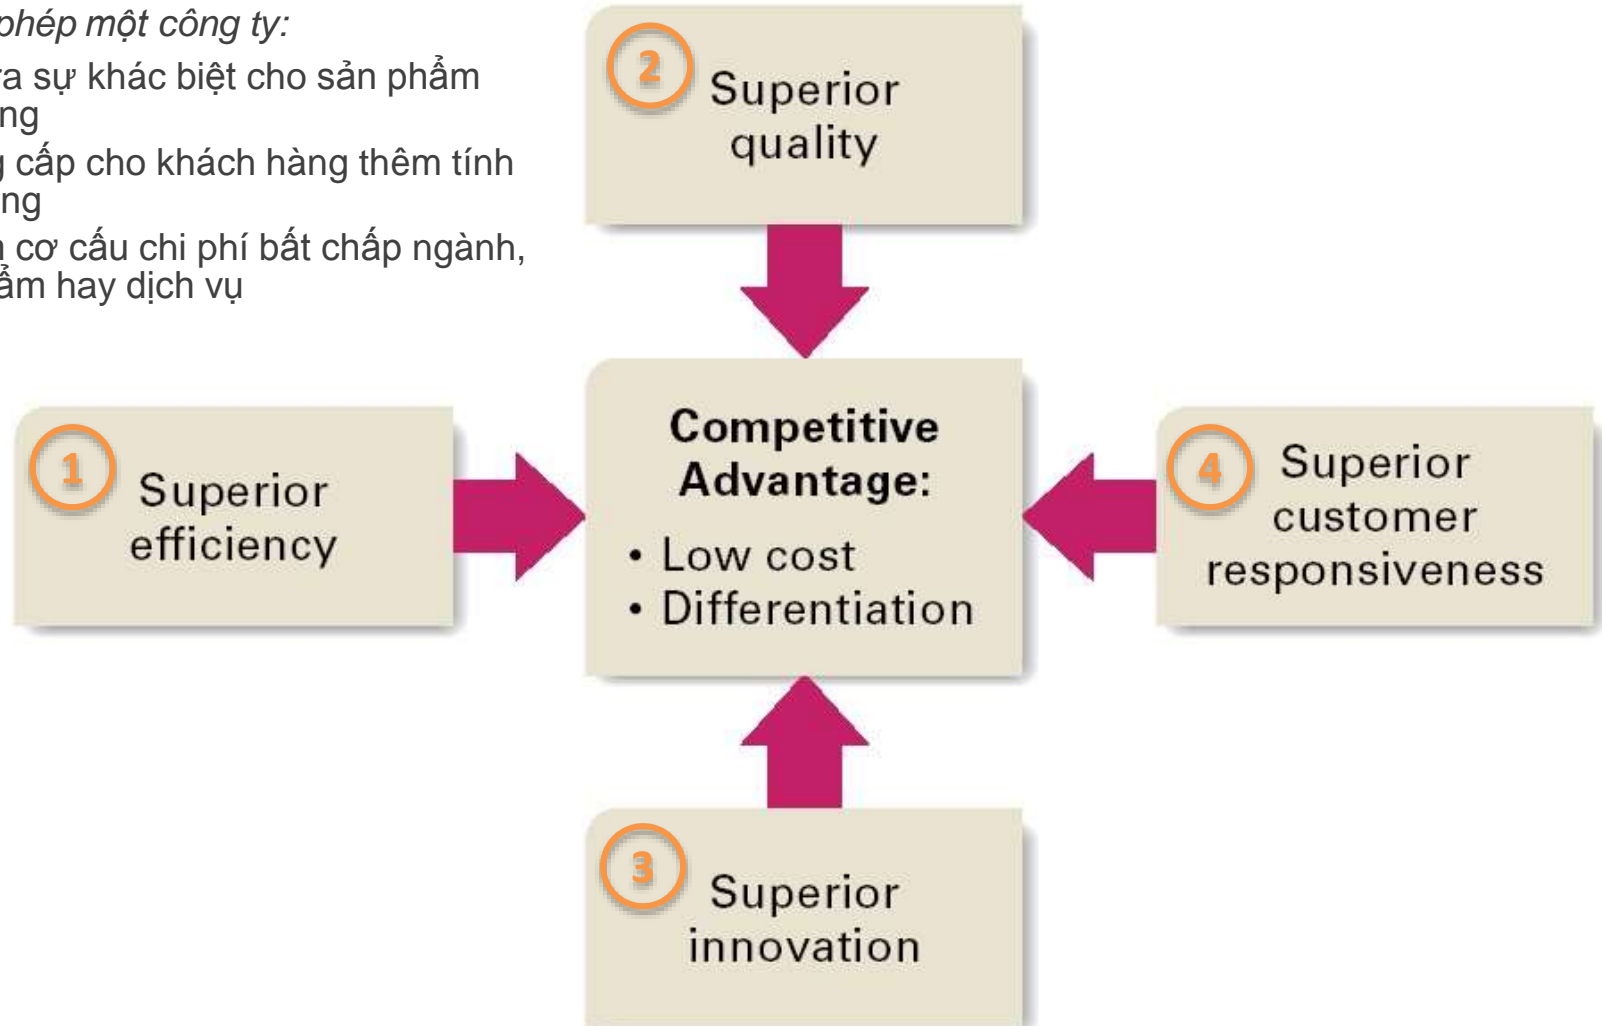 phép một công ty:
ra sự khác biệt cho sản phẩm
ng
cấp cho khách hàng thêm tính
ng
cơ cấu chi phí bất chấp ngành,
ẩm hay dịch vụ
2
Superior
quality
1
Superior
efficiency
Competitive
Advantage:
• Low cost
• Differentiation
4
Superior
customer
responsiveness
3
Superior
innovation